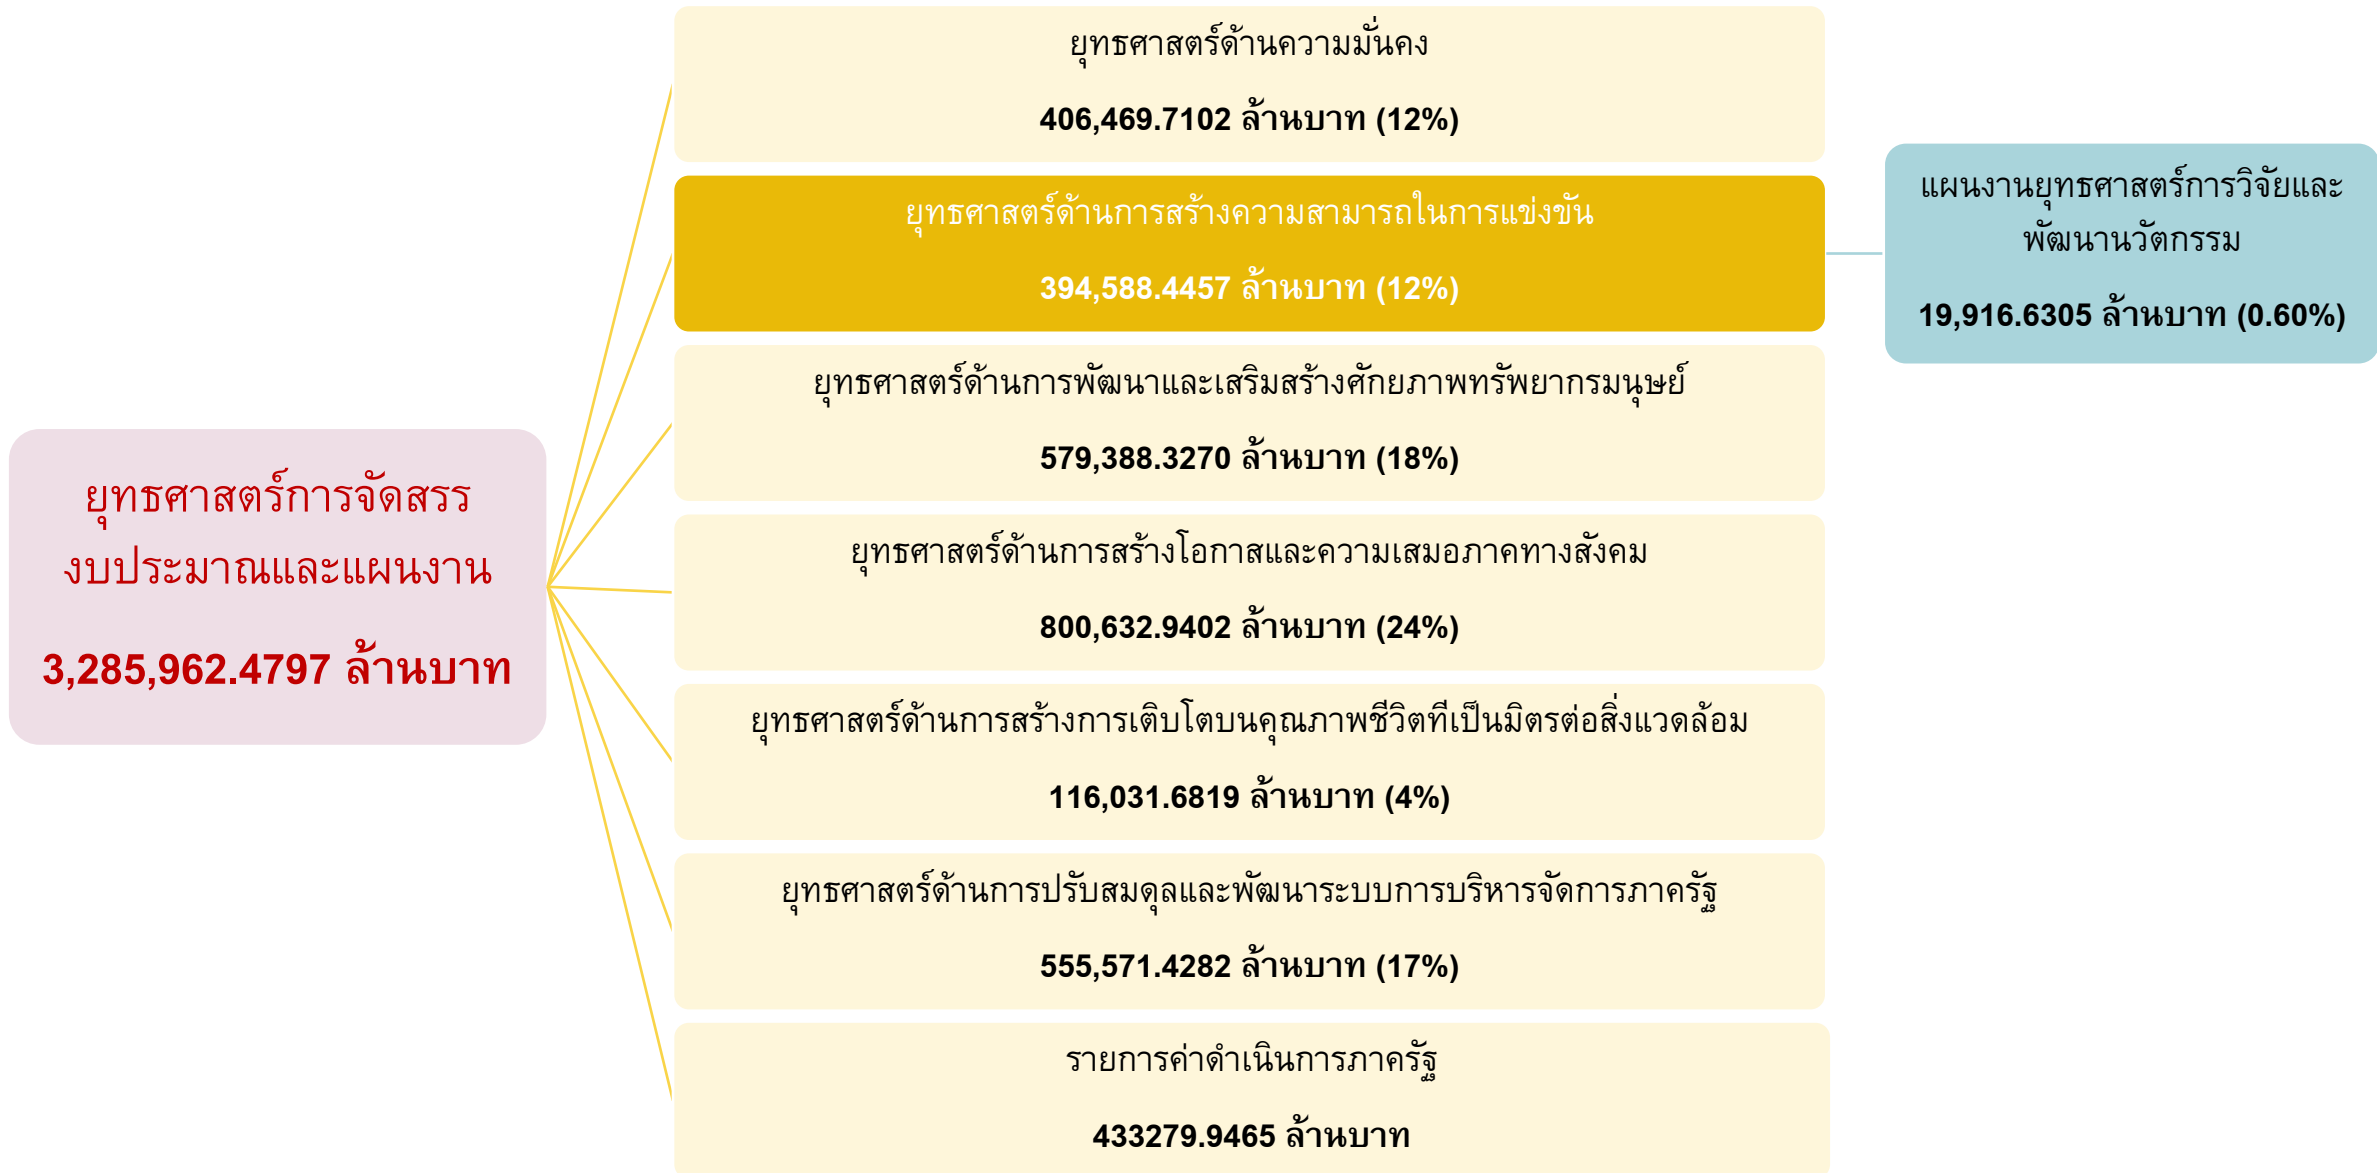 ยุทธศาสตร์ด้านความมั่นคง
406,469.7102 ล้านบาท (12%)
ยุทธศาสตร์ด้านการสร้างความสามารถในการแข่งขัน
394,588.4457 ล้านบาท (12%)
แผนงานยุทธศาสตร์การวิจัยและ
พัฒนานวัตกรรม
19,916.6305 ล้านบาท (0.60%)
ยุทธศาสตร์ด้านการพัฒนาและเสริมสร้างศักยภาพทรัพยากรมนุษย์
579,388.3270 ล้านบาท (18%)
ยุทธศาสตร์การจัดสรร
งบประมาณและแผนงาน
3,285,962.4797 ล้านบาท
ยุทธศาสตร์ด้านการสร้างโอกาสและความเสมอภาคทางสังคม
800,632.9402 ล้านบาท (24%)
ยุทธศาสตร์ด้านการสร้างการเติบโตบนคุณภาพชีวิตทีเป็นมิตรต่อสิ่งแวดล้อม
116,031.6819 ล้านบาท (4%)
ยุทธศาสตร์ด้านการปรับสมดุลและพัฒนาระบบการบริหารจัดการภาครัฐ
555,571.4282 ล้านบาท (17%)
รายการค่าดำเนินการภาครัฐ
433279.9465 ล้านบาท